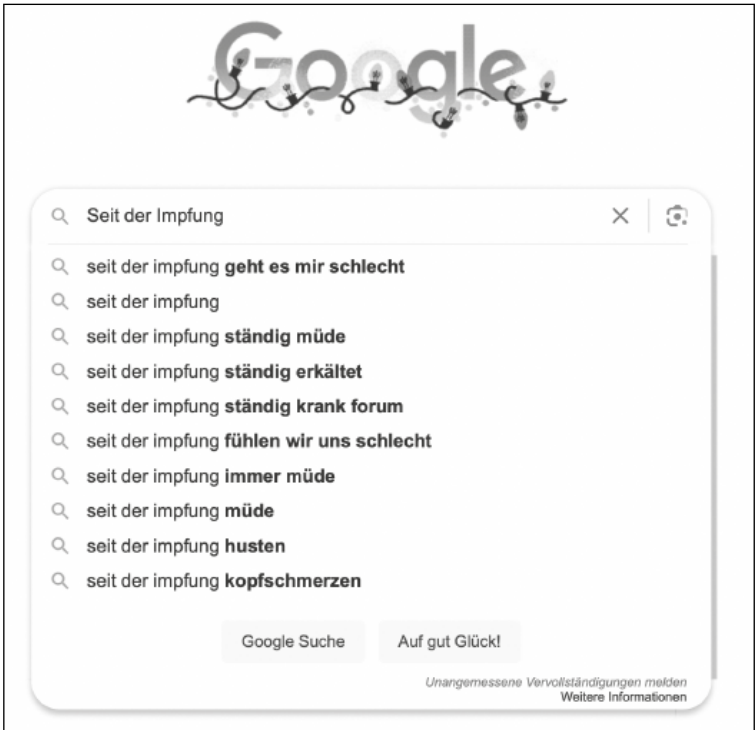 Google
Seit der Impfung
seit der impfung geht es mir schlecht
seit der impfung
seit der impfung ständig müde
seit der impfung ständig erkältet
seit der impfung ständig krank forum
seit der impfung fühlen wir uns schlecht
seit der impfung immer müde
seit der impfung müde
seit der impfung husten
seit der impfung kopfschmerzen
Google Suche Auf gut Glück!
Unangemessene Vervollständigungen melden
Weitere Informationen